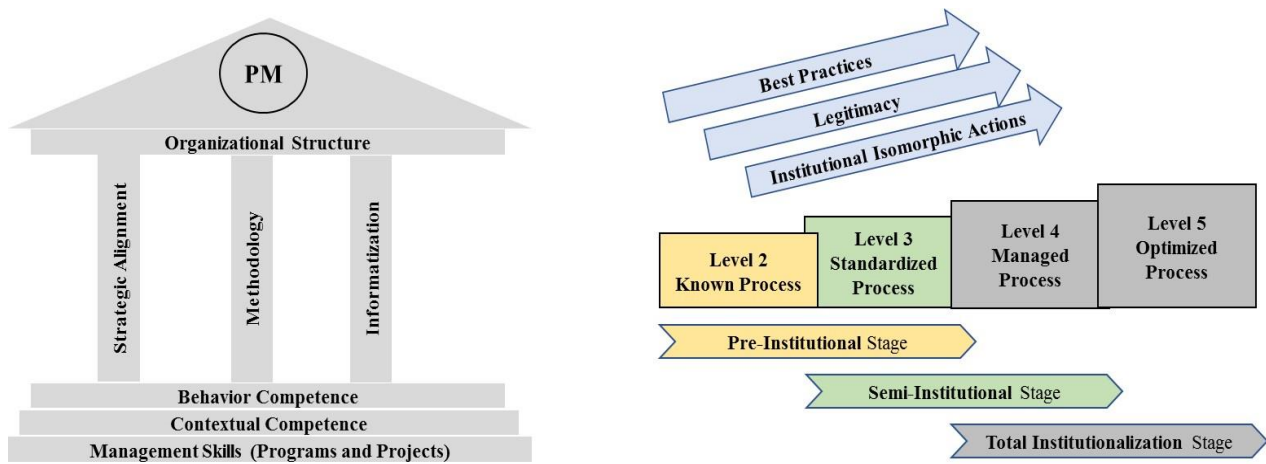 PM
Organizational Structure
Strategic Alignment
Methodology
Informatization
Behavior Competence
Contextual Competence
Management Skills (Programs and Projects)
Best Practices
Legitimacy
Institutional Isomorphic Actions
Level 2
Known Process
Level 3
Standardized
Process
Level 4
Managed
Process
Level 5
Optimized
Process
Pre-Institutional Stage
Semi-Institutional Stage
Total Institutionalization Stage